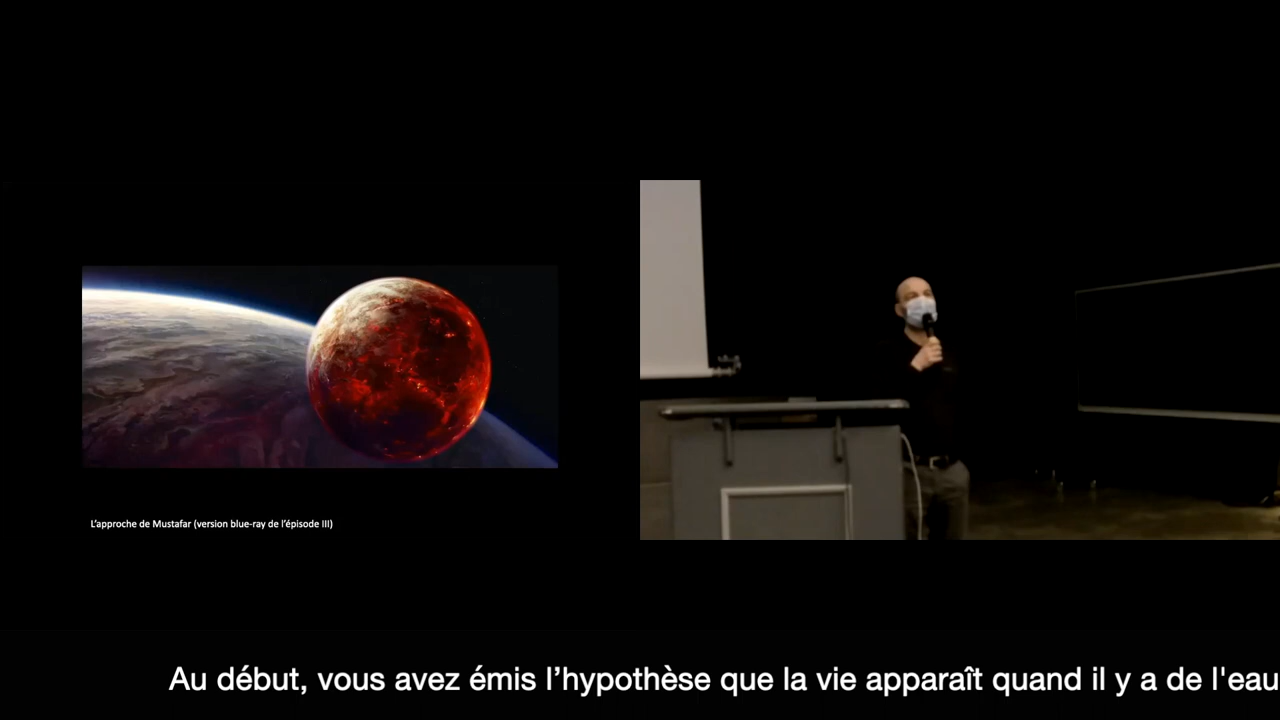 L'approche de Mustafar (version blue-ray de l'épisode III)
Au début, vous avez émis l’hypothèse que la vie apparaît quand il y a de l'eau